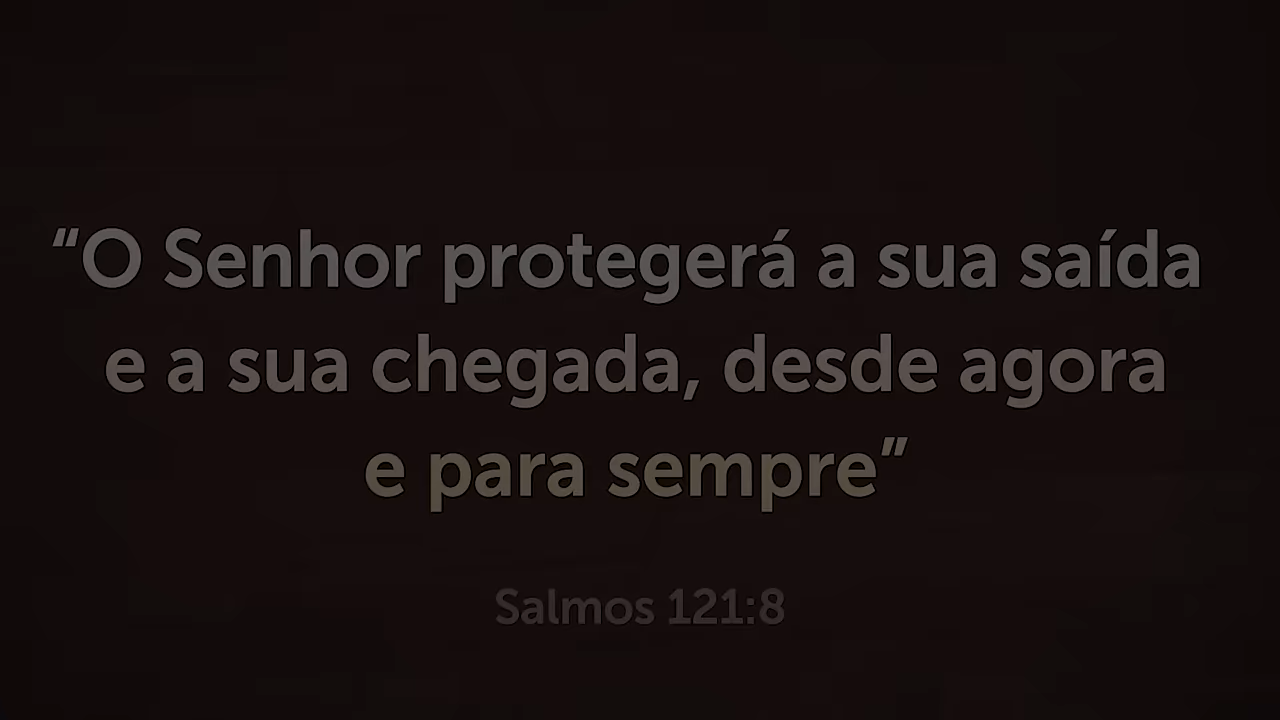 “O Senhor protegerá a sua saída
e a sua chegada, desde agora
e para sempre”
Salmos 121:8